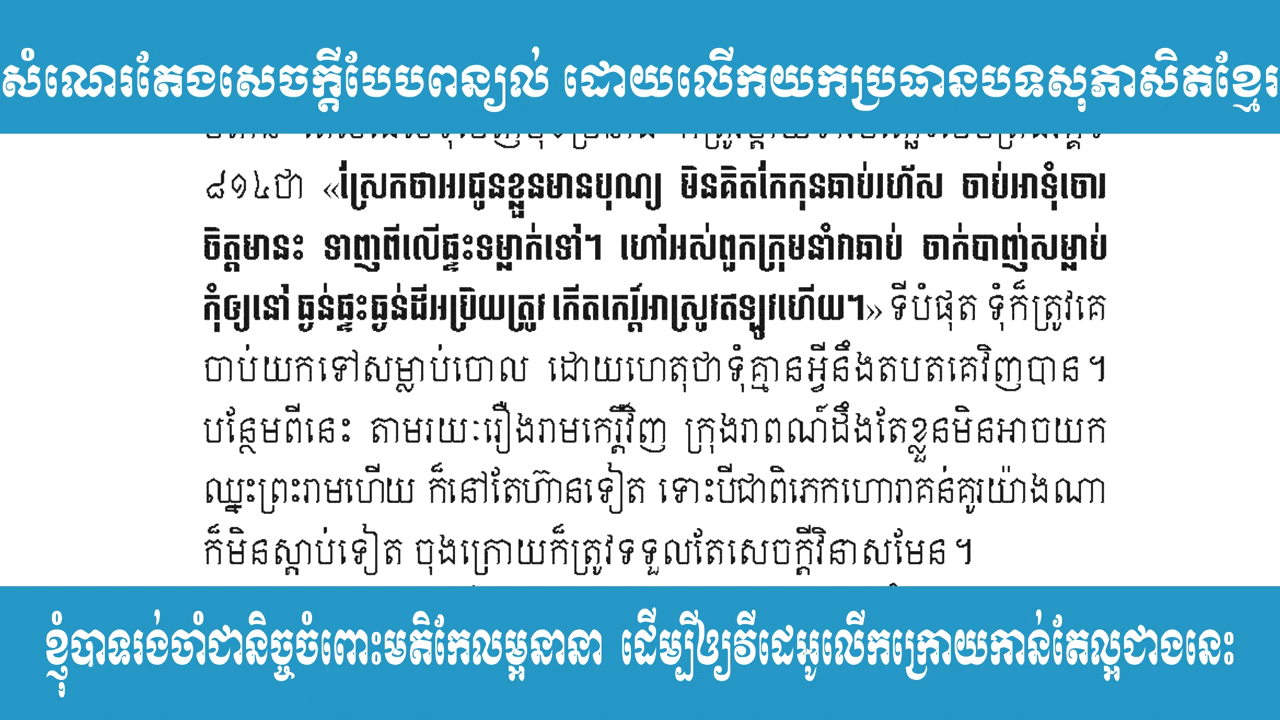 សំណេរតែងសេចក្តីបែបពន្យល់ ដោយលើកយកប្រធានបទសុភាសិតខ្មែរ
៨១៤ថា «ស្រែកថាអរជូនខ្លួនមានបុណ្យ មិនគិតកែកុនធាប់រហ័ស ចាប់អាទុំចោរ
ចិត្តមានះ ទាញពីលើផ្ទះទម្លាក់ទៅ។ ហៅអស់ពួកក្រុមនាំវាធាប់ ចាក់បាញ់សម្លាប់
កុំឲ្យនៅ ធ្ងន់ផ្ទះធ្ងន់ដីអប្រិយត្រូវ កើតកេរ្តិ៍អាស្រូវឥឡូវហើយ។» ទីបំផុត ទុំក៏ត្រូវគេ
ចាប់យកទៅសម្លាប់ចោល ដោយហេតុថាទុំគ្មានអ្វីនឹងតបតគេវិញបាន។
បន្ថែមពីនេះ តាមរយៈរឿងរាមកេរ្តិ៍វិញ ក្រុងរាពណ៍ដឹងតែខ្លួនមិនអាចយក
ឈ្នះព្រះរាមហើយ ក៏នៅតែហ៊ានទៀត ទោះបីជាពិភេកហោរាគន់គូរយ៉ាងណា
ក៏មិនស្តាប់ទៀត ចុងក្រោយក៏ត្រូវទទួលតែសេចក្តីវិនាសមែន។
ខ្ញុំបាទរង់ចាំជានិច្ចចំពោះមតិកែលម្អនានា ដើម្បីឲ្យវីដេអូលើកក្រោយកាន់តែល្អជាងនេះ